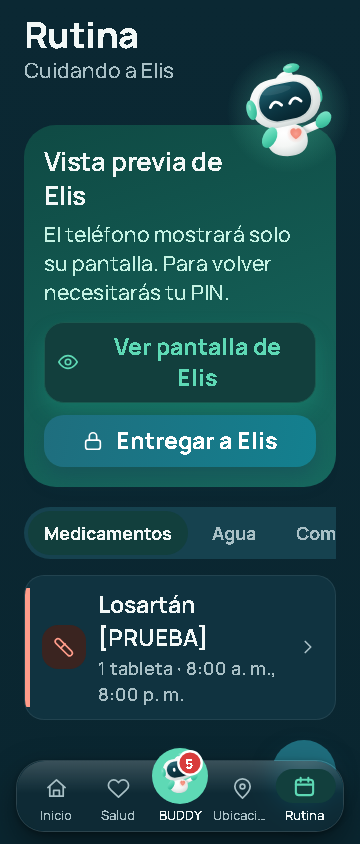 Rutina
Cuidando a Elis
Vista previa de
Elis
El teléfono mostrará solo
su pantalla. Para volver
necesitarás tu PIN.
Ver pantalla de
Elis
Entregar a Elis
Medicamentos
Agua
Com
Losartán
[PRUEBA]
1 tableta · 8:00 a. m.,
8:00 p. m.
5
Inicio
Salud
BUDDY
Ubicaci...
Rutina